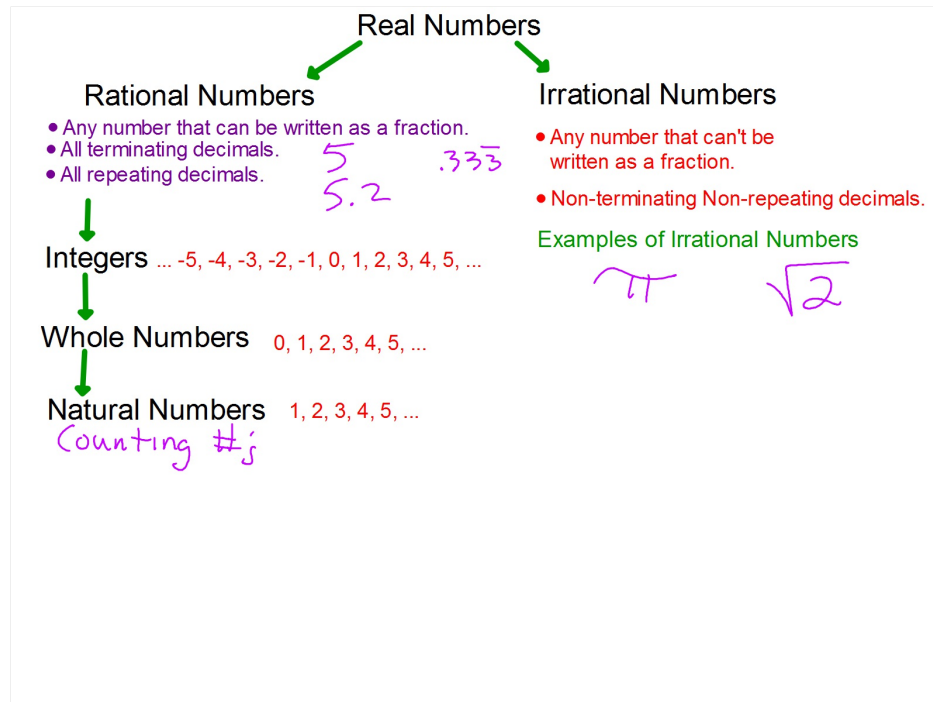 Real Numbers
Rational Numbers
• Any number that can be written as a fraction.
• All terminating decimals.
• All repeating decimals.
5
.333̅
5.2
Integers ... -5, -4, -3, -2, -1, 0, 1, 2, 3, 4, 5, ...
Whole Numbers 0, 1, 2, 3, 4, 5, ...
Natural Numbers 1, 2, 3, 4, 5, ...
Counting #s
Irrational Numbers
• Any number that can't be
written as a fraction.
• Non-terminating Non-repeating decimals.
Examples of Irrational Numbers
π √2